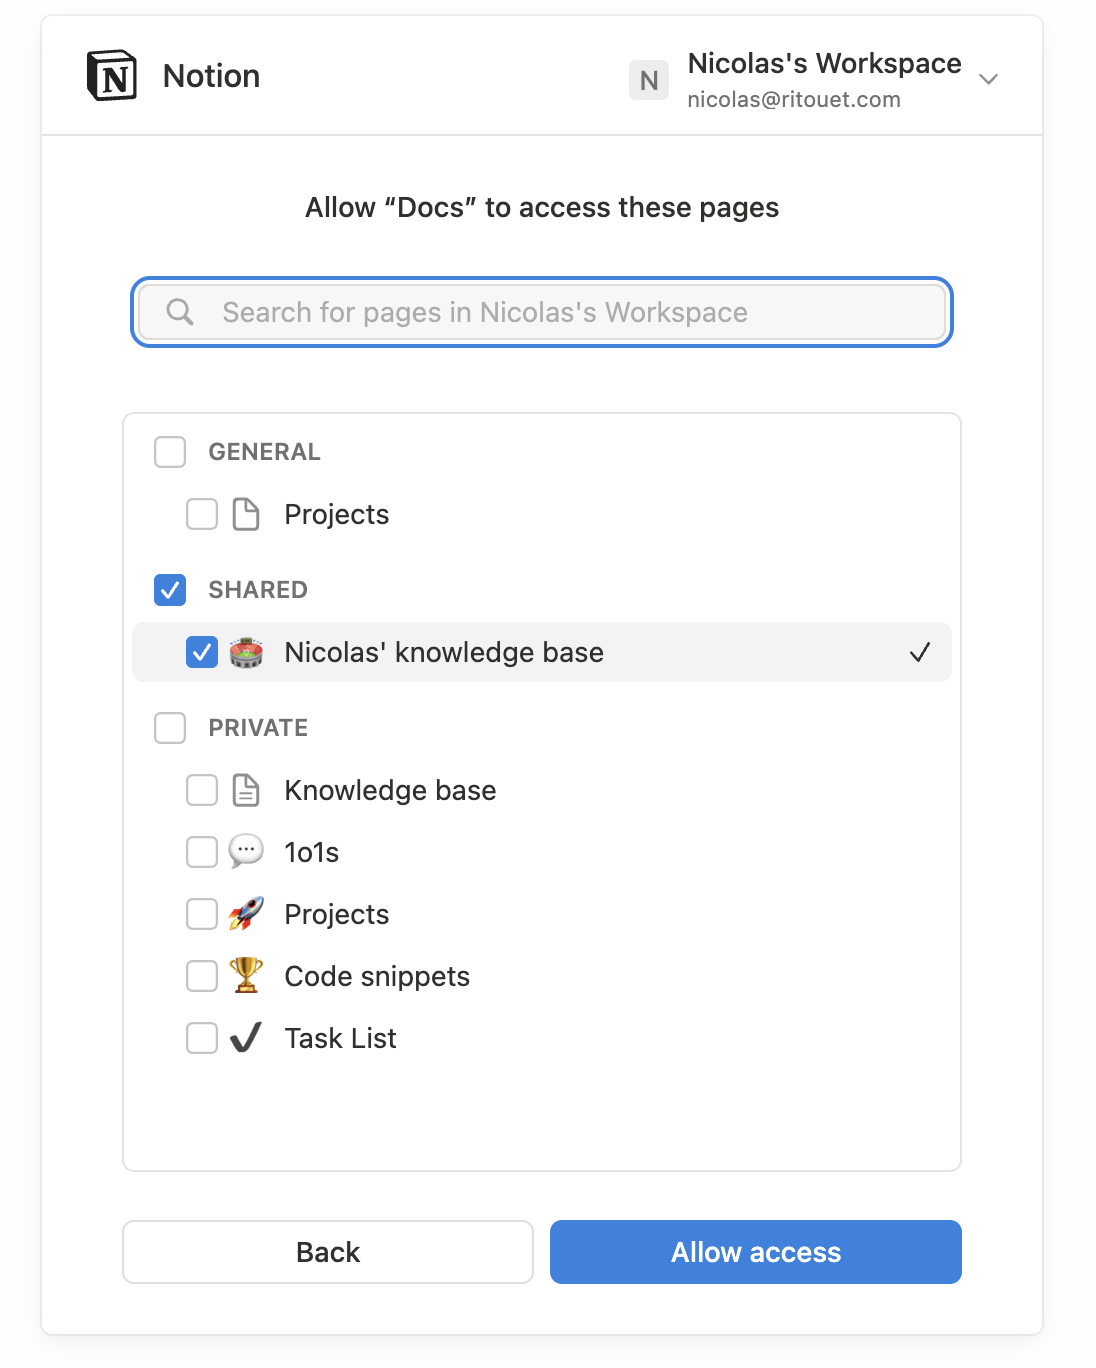 Notion
N
Nicolas's Workspace
nicolas@ritouet.com
Allow “Docs” to access these pages
Search for pages in Nicolas's Workspace
GENERAL
Projects
SHARED
Nicolas' knowledge base
PRIVATE
Knowledge base
1o1s
Projects
Code snippets
Task List
Back
Allow access